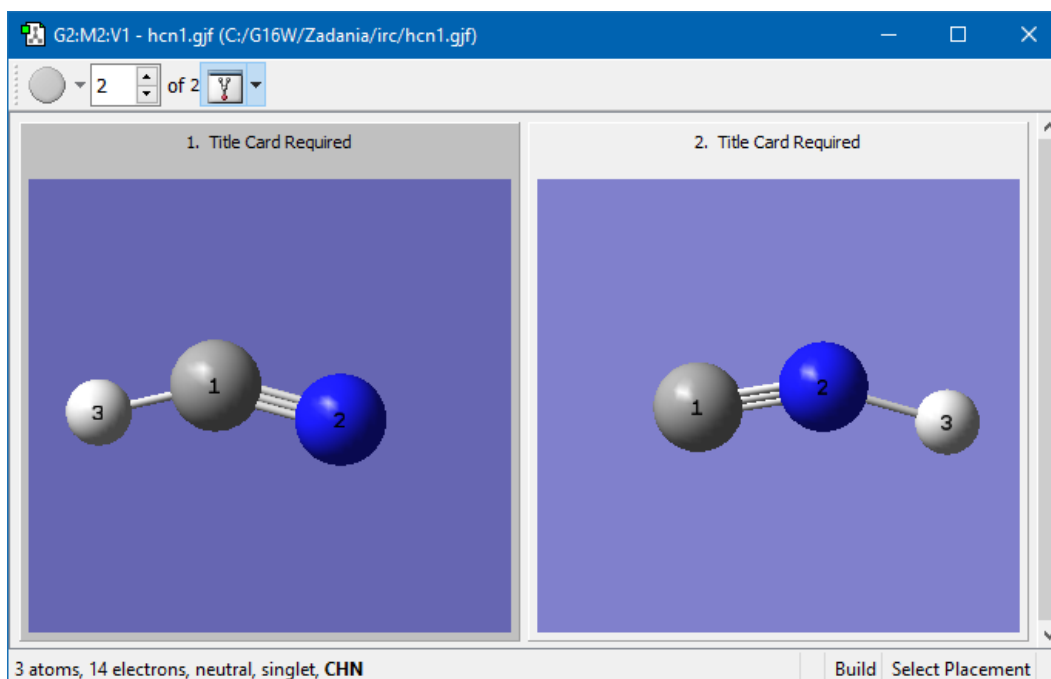 G2:M2:V1 - hcn1.gjf (C:/G16W/Zadania/irc/hcn1.gjf)
2 of 2
1. Title Card Required
2. Title Card Required
3 1 2
1 2 3
3 atoms, 14 electrons, neutral, singlet, CHN
Build Select Placement